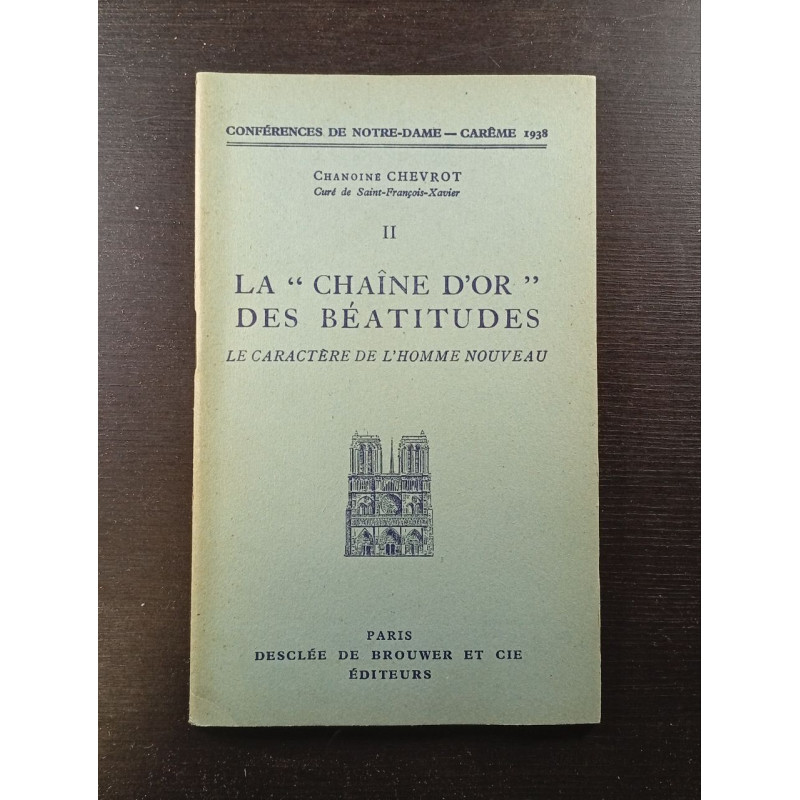 CONFÉRENCES DE NOTRE-DAME — CARÊME 1938
CHANOINE CHEVROT
Curé de Saint-François-Xavier
II
LA “ CHAÎNE D'OR ”
DES BÉATITUDES
LE CARACTÈRE DE L'HOMME NOUVEAU
PARIS
DESCLÉE DE BROUWER ET CIE
ÉDITEURS